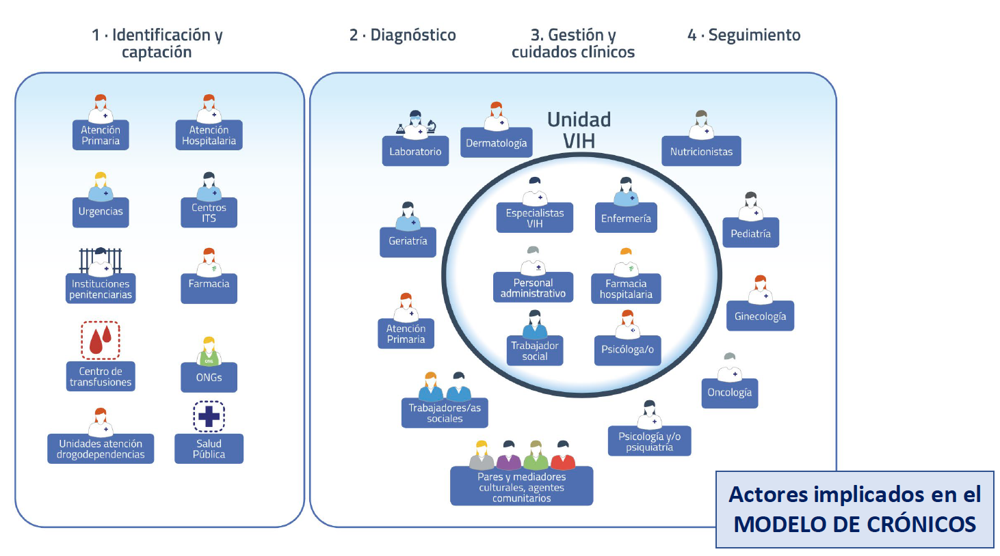 1 · Identificación y
captación
2 · Diagnóstico
3. Gestión y
cuidados clínicos
4 · Seguimiento
Atención
Primaria
Atención
Hospitalaria
Urgencias
Centros
ITS
Instituciones
penitenciarias
Farmacia
Centro de
transfusiones
ONG
ONGs
Unidades atención
drogodependencias
Salud
Pública
Laboratorio
Dermatología
Unidad
VIH
Nutricionistas
Especialistas
VIH
Enfermería
Geriatría
Pediatría
Personal
administrativo
Farmacia
hospitalaria
Atención
Primaria
Ginecología
Trabajador
social
Psicóloga/o
Oncología
Trabajadores/as
sociales
Psicología y/o
psiquiatría
Pares y mediadores
culturales, agentes
comunitarios
Actores implicados en el
MODELO DE CRÓNICOS